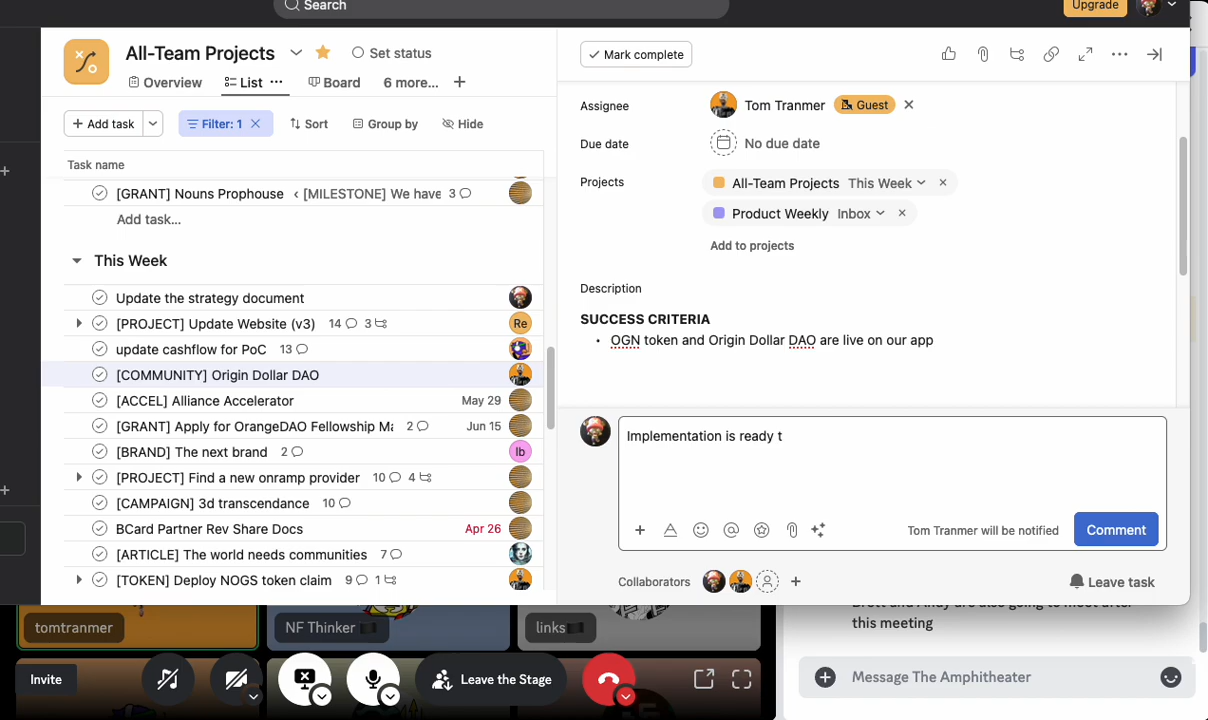 Search
Upgrade
All-Team Projects
Set status
Overview
List
Board
6 more...
Add task
Filter: 1
Sort
Group by
Hide
Task name
[GRANT] Nouns Prophouse ‹ [MILESTONE] We have 3
Add task...
This Week
Update the strategy document
[PROJECT] Update Website (v3) 14 3
Re
update cashflow for PoC 13
[COMMUNITY] Origin Dollar DAO
[ACCEL] Alliance Accelerator May 29
[GRANT] Apply for OrangeDAO Fellowship Ma 2 Jun 15
[BRAND] The next brand 2
Ib
[PROJECT] Find a new onramp provider 10 4
[CAMPAIGN] 3d transcendance 10
BCard Partner Rev Share Docs Apr 26
[ARTICLE] The world needs communities 7
[TOKEN] Deploy NOGS token claim 9 1
Mark complete
Assignee
Tom Tranmer Guest
Due date
No due date
Projects
All-Team Projects This Week
Product Weekly Inbox
Add to projects
Description
SUCCESS CRITERIA
• OGN token and Origin Dollar DAO are live on our app
Implementation is ready t
Tom Tranmer will be notified
Comment
Collaborators
Leave task
tomtranmer
NF Thinker
links
Invite
Leave the Stage
this meeting
Message The Amphitheater